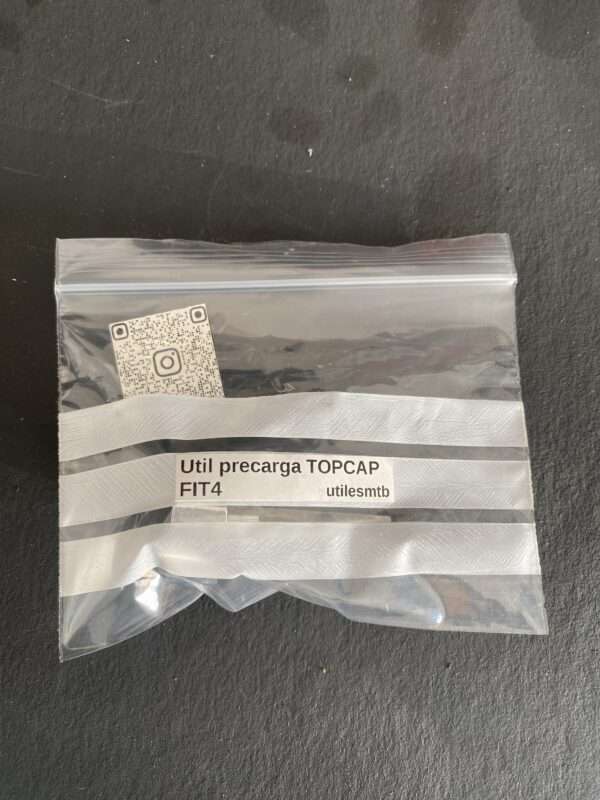 Util precarga TOPCAP
FIT4 utilesmtb